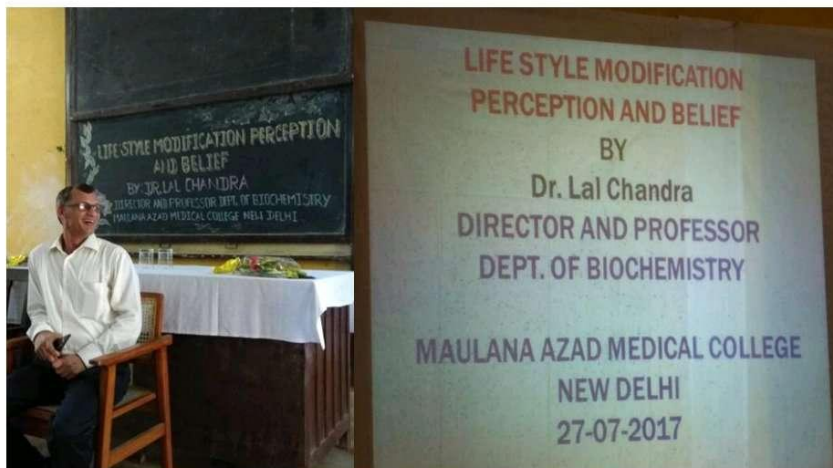 LIFE STYLE MODIFICATION PERCEPTION
AND BELIEF
BY: DR. LAL CHANDRA
DIRECTOR AND PROFESSOR DEPT. OF BIOCHEMISTRY
MAULANA AZAD MEDICAL COLLEGE NEW DELHI
LIFE STYLE MODIFICATION
PERCEPTION AND BELIEF
BY
Dr. Lal Chandra
DIRECTOR AND PROFESSOR
DEPT. OF BIOCHEMISTRY
MAULANA AZAD MEDICAL COLLEGE
NEW DELHI
27-07-2017